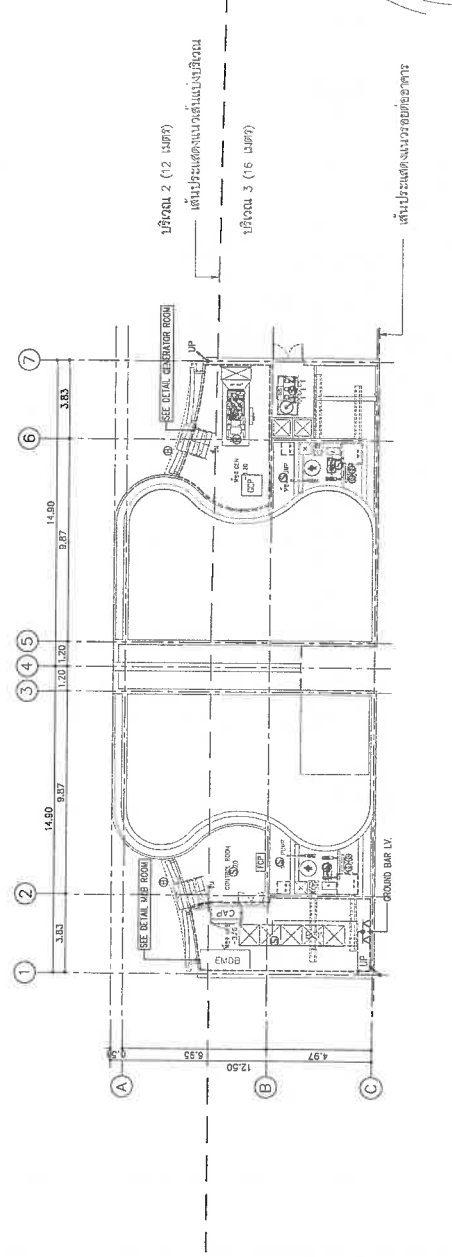 บริเวณ 2 (12 เมตร)
เส้นประแสดงแนวเส้นแบ่งบริเวณ
บริเวณ 3 (16 เมตร)
เส้นประแสดงแนวรอยต่ออาคาร
1
2
3
4
5
6
7
14.90
14.90
3.83
9.87
1.20
1.20
9.87
3.83
A
B
C
6.95
12.50
4.97
SEE DETAIL MDB ROOM
SEE DETAIL GENERATOR ROOM
UP
CONTROL ROOM
FCP
CAP
GCP
UP
GROUND BAR LV.